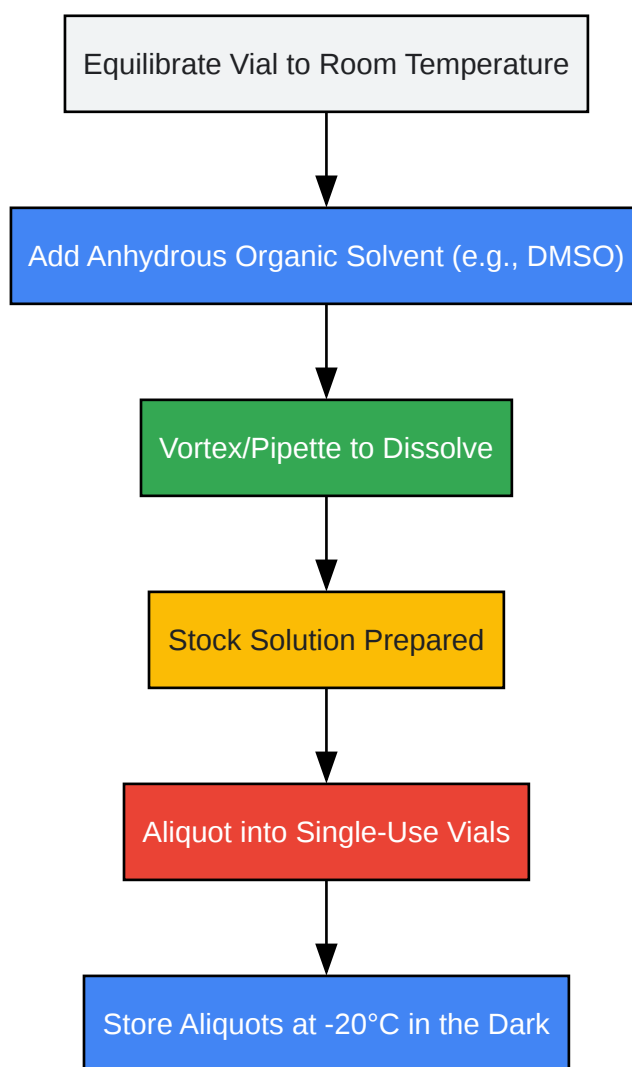 Equilibrate Vial to Room Temperature
Add Anhydrous Organic Solvent (e.g., DMSO)
Vortex/Pipette to Dissolve
Stock Solution Prepared
Aliquot into Single-Use Vials
Store Aliquots at -20°C in the Dark